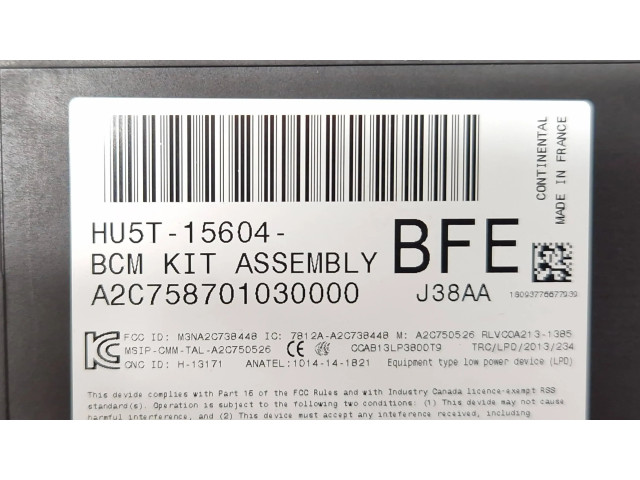 CONTINENTAL
MADE IN FRANCE
HU5T-15604-
BFE
BCM KIT ASSEMBLY
A2C758701030000
J38AA
18093776677939
FCC ID: M3NA2C738448 IC: 7812A-A2C738448 M: A2C750526 RLVCOA213-1385
MSIP-CMM-TAL-A2C750526 CE CCAB13LP3800T9 TRC/LPD/2013/234
CNC ID: H-13171 ANATEL:1014-14-1821 Equipment type low power device (LPD)
This device complies with Part 15 of the FCC Rules and with Industry Canada licence-exempt RSS
standard(s). Operation is subject to the following two conditions: (1) This device may not cause
interference, and (2) This device must accept any interference received, including